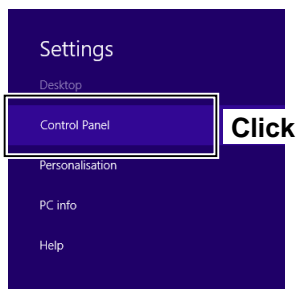 Settings
Desktop
Control Panel
Click
Personalisation
PC info
Help